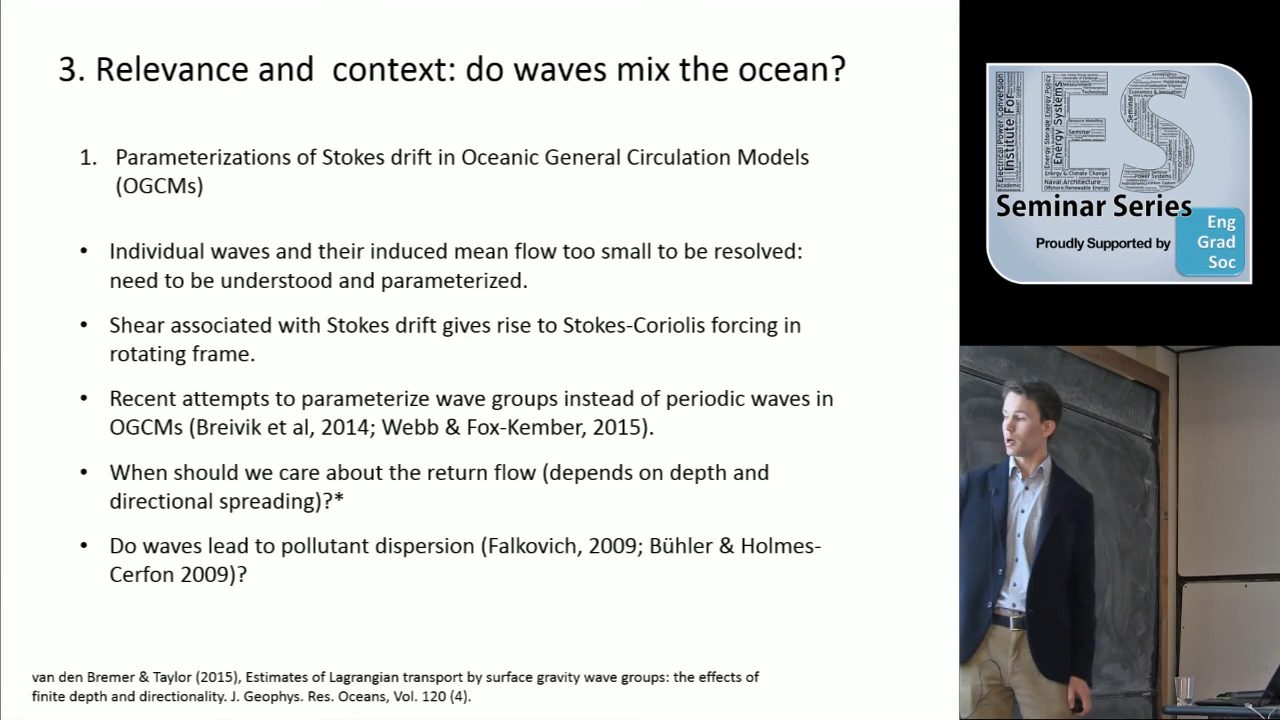 3. Relevance and  context: do waves mix the ocean?
1. Parameterizations of Stokes drift in Oceanic General Circulation Models
(OGCMs)
• Individual waves and their induced mean flow too small to be resolved:
need to be understood and parameterized.
• Shear associated with Stokes drift gives rise to Stokes-Coriolis forcing in
rotating frame.
• Recent attempts to parameterize wave groups instead of periodic waves in
OGCMs (Breivik et al, 2014; Webb & Fox-Kember, 2015).
• When should we care about the return flow (depends on depth and
directional spreading)?*
• Do waves lead to pollutant dispersion (Falkovich, 2009; Bühler & Holmes-
Cerfon 2009)?
van den Bremer & Taylor (2015), Estimates of Lagrangian transport by surface gravity wave groups: the effects of
finite depth and directionality. J. Geophys. Res. Oceans, Vol. 120 (4).
IES
Institute For
Energy Systems
Seminar Series
Proudly Supported by
Eng
Grad
Soc